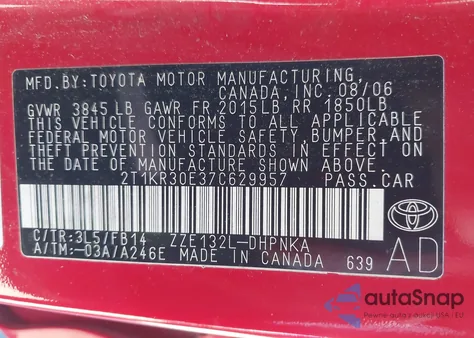 MFD.BY:TOYOTA MOTOR MANUFACTURING,
CANADA,INC. 08/06
GVWR 3845LB GAWR FR 2015LB RR 1850LB
THIS VEHICLE CONFORMS TO ALL APPLICABLE
FEDERAL MOTOR VEHICLE SAFETY, BUMPER, AND
THEFT PREVENTION STANDARDS IN EFFECT ON
THE DATE OF MANUFACTURE SHOWN ABOVE.
2T1KR30E37C629957 PASS.CAR
C/TR:3L5/FB14 ZZE132L-DHPNKA
A/TM:-03A/A246E MADE IN CANADA 639
AD
TOYOTA
autoSnap